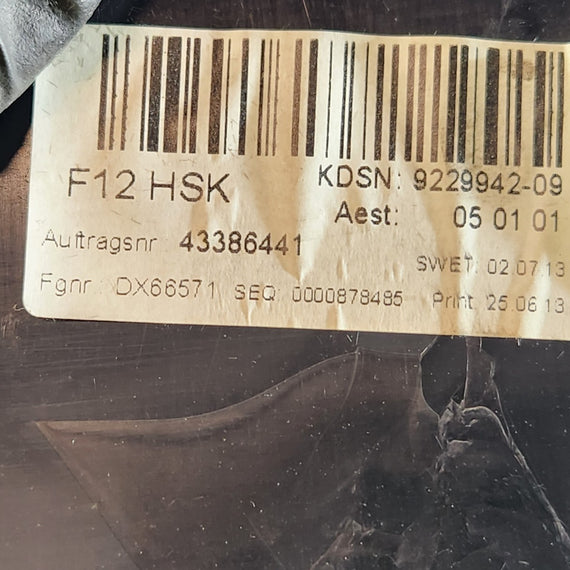 F12 HSK
KDSN: 9229942-09
Aest: 05 01 01
Auftragsnr 43386441
SWET: 02.07.13
Fgnr.: DX66571 SEQ: 0000878485 Print: 25.06.13